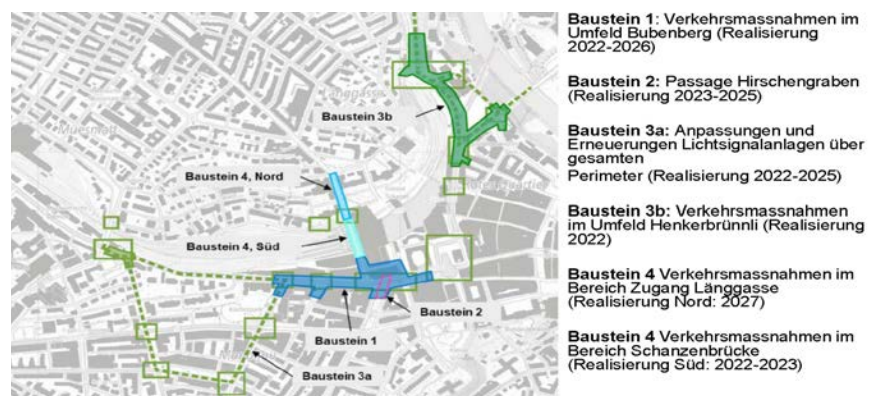 Baustein 1: Verkehrsmassnahmen im
Umfeld Bubenberg (Realisierung
2022-2026)
Baustein 2: Passage Hirschengraben
(Realisierung 2023-2025)
Baustein 3a: Anpassungen und
Erneuerungen Lichtsignalanlagen über
gesamten
Perimeter (Realisierung 2022-2025)
Baustein 3b: Verkehrsmassnahmen
im Umfeld Henkerbrünnli (Realisierung
2022)
Baustein 4 Verkehrsmassnahmen im
Bereich Zugang Länggasse
(Realisierung Nord: 2027)
Baustein 4 Verkehrsmassnahmen im
Bereich Schanzenbrücke
(Realisierung Süd: 2022-2023)
Länggasse
Muesmatt
Baustein 3b
Baustein 4, Nord
Baustein 4, Süd
Baustein 2
Baustein 1
Baustein 3a